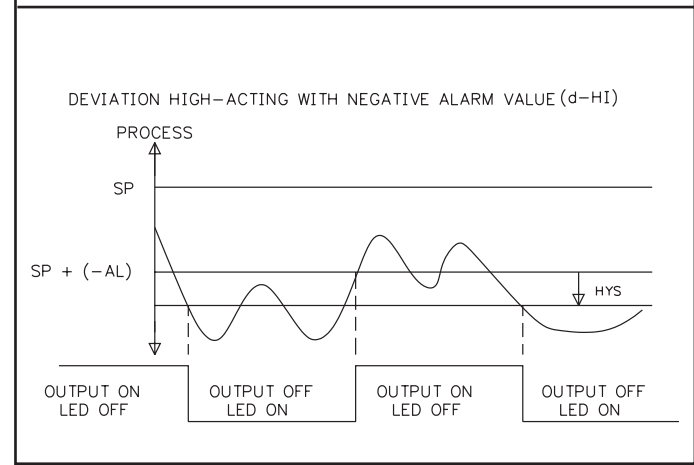 DEVIATION HIGH-ACTING WITH NEGATIVE ALARM VALUE (d-HI)
PROCESS
SP
SP + (-AL)
HYS
OUTPUT ON
LED OFF
OUTPUT OFF
LED ON
OUTPUT ON
LED OFF
OUTPUT OFF
LED ON